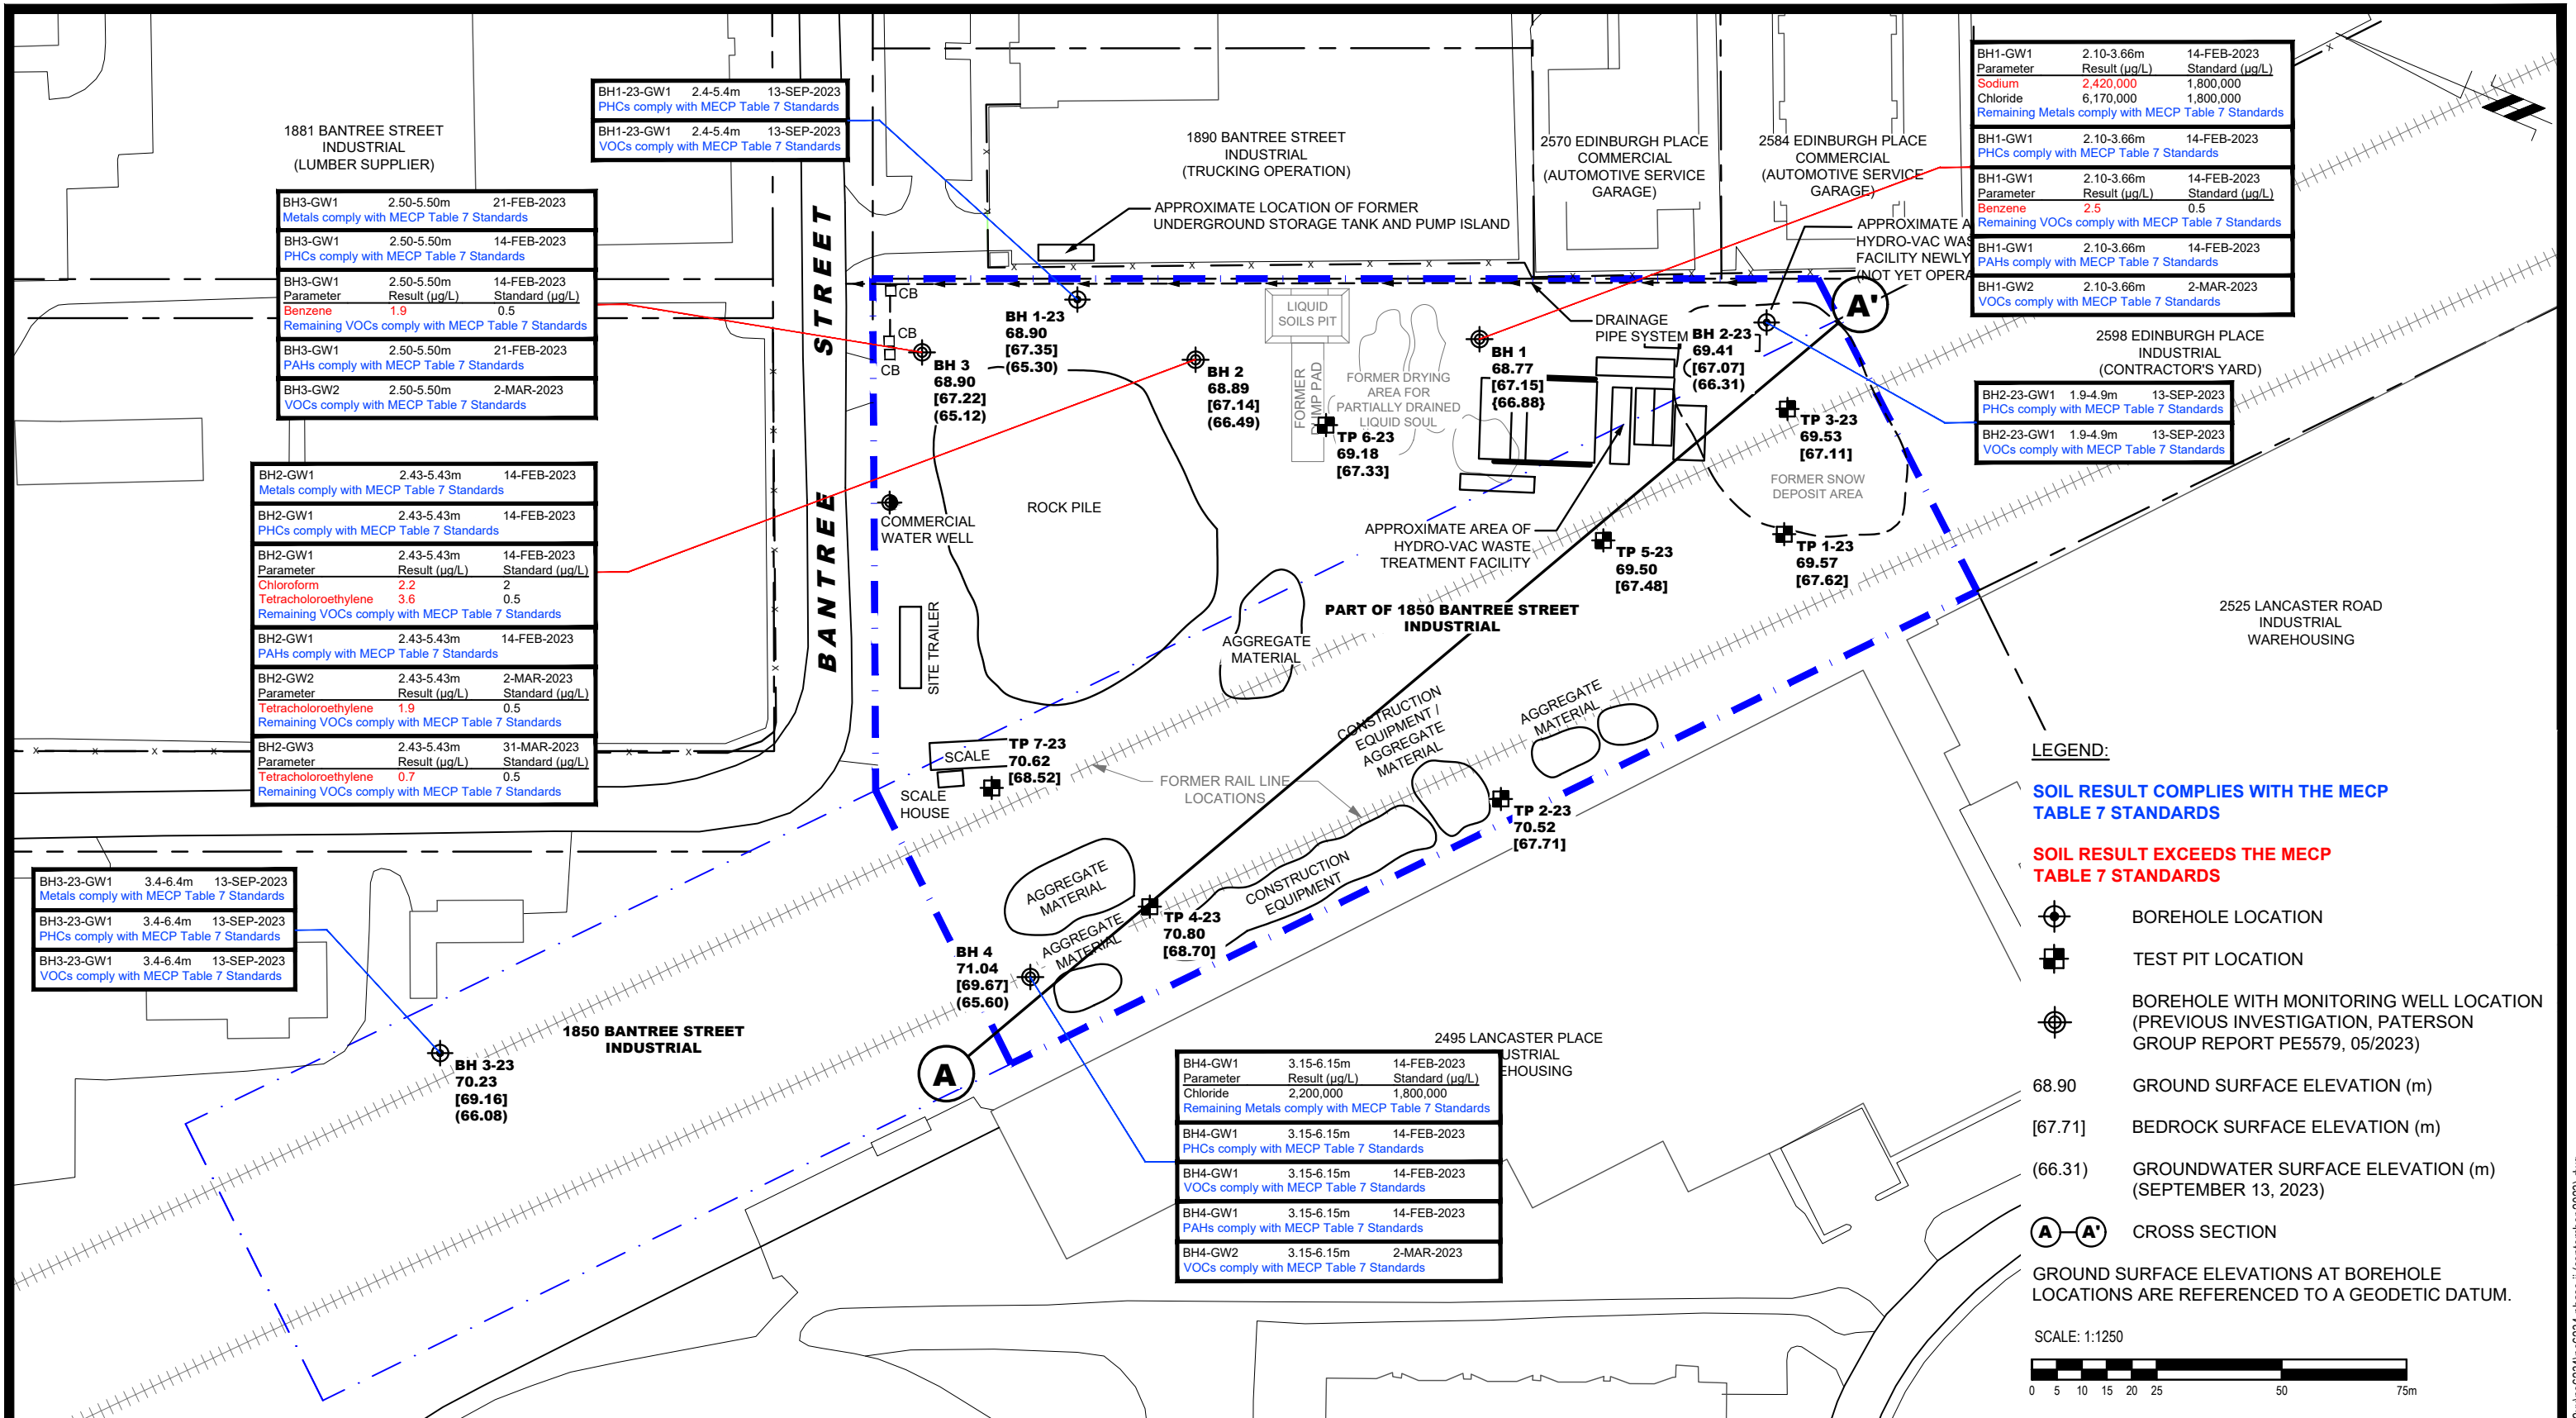 1881 BANTREE STREET
INDUSTRIAL
(LUMBER SUPPLIER)
BH1-23-GW1 2.4-5.4m 13-SEP-2023
PHCs comply with MECP Table 7 Standards
BH1-23-GW1 2.4-5.4m 13-SEP-2023
VOCs comply with MECP Table 7 Standards
1890 BANTREE STREET
INDUSTRIAL
(TRUCKING OPERATION)
APPROXIMATE LOCATION OF FORMER
UNDERGROUND STORAGE TANK AND PUMP ISLAND
2570 EDINBURGH PLACE
COMMERCIAL
(AUTOMOTIVE SERVICE
GARAGE)
2584 EDINBURGH PLACE
COMMERCIAL
(AUTOMOTIVE SERVICE
GARAGE)
APPROXIMATE A
HYDRO-VAC WAS
FACILITY NEWLY
(NOT YET OPERA
BH1-GW1 2.10-3.66m 14-FEB-2023
Parameter Result (µg/L) Standard (µg/L)
Sodium 2,420,000 1,800,000
Chloride 6,170,000 1,800,000
Remaining Metals comply with MECP Table 7 Standards
BH1-GW1 2.10-3.66m 14-FEB-2023
PHCs comply with MECP Table 7 Standards
BH1-GW1 2.10-3.66m 14-FEB-2023
Parameter Result (µg/L) Standard (µg/L)
Benzene 2.5 0.5
Remaining VOCs comply with MECP Table 7 Standards
BH1-GW1 2.10-3.66m 14-FEB-2023
PAHs comply with MECP Table 7 Standards
BH1-GW2 2.10-3.66m 2-MAR-2023
VOCs comply with MECP Table 7 Standards
BH3-GW1 2.50-5.50m 21-FEB-2023
Metals comply with MECP Table 7 Standards
BH3-GW1 2.50-5.50m 14-FEB-2023
PHCs comply with MECP Table 7 Standards
BH3-GW1 2.50-5.50m 14-FEB-2023
Parameter Result (µg/L) Standard (µg/L)
Benzene 1.9 0.5
Remaining VOCs comply with MECP Table 7 Standards
BH3-GW1 2.50-5.50m 21-FEB-2023
PAHs comply with MECP Table 7 Standards
BH3-GW2 2.50-5.50m 2-MAR-2023
VOCs comply with MECP Table 7 Standards
BANTREE STREET
CB
CB
CB
BH 1-23
68.90
[67.35]
(65.30)
BH 3
68.90
[67.22]
(65.12)
BH 2
68.89
[67.14]
(66.49)
LIQUID
SOILS PIT
FORMER
DUMP PAD
FORMER DRYING
AREA FOR
PARTIALLY DRAINED
LIQUID SOUL
TP 6-23
69.18
[67.33]
BH 1
68.77
[67.15]
{66.88}
DRAINAGE
PIPE SYSTEM
BH 2-23
69.41
[67.07]
(66.31)
A'
2598 EDINBURGH PLACE
INDUSTRIAL
(CONTRACTOR'S YARD)
BH2-23-GW1 1.9-4.9m 13-SEP-2023
PHCs comply with MECP Table 7 Standards
BH2-23-GW1 1.9-4.9m 13-SEP-2023
VOCs comply with MECP Table 7 Standards
TP 3-23
69.53
[67.11]
FORMER SNOW
DEPOSIT AREA
BH2-GW1 2.43-5.43m 14-FEB-2023
Metals comply with MECP Table 7 Standards
BH2-GW1 2.43-5.43m 14-FEB-2023
PHCs comply with MECP Table 7 Standards
BH2-GW1 2.43-5.43m 14-FEB-2023
Parameter Result (µg/L) Standard (µg/L)
Chloroform 2.2 2
Tetracholoroethylene 3.6 0.5
Remaining VOCs comply with MECP Table 7 Standards
BH2-GW1 2.43-5.43m 14-FEB-2023
PAHs comply with MECP Table 7 Standards
BH2-GW2 2.43-5.43m 2-MAR-2023
Parameter Result (µg/L) Standard (µg/L)
Tetracholoroethylene 1.9 0.5
Remaining VOCs comply with MECP Table 7 Standards
BH2-GW3 2.43-5.43m 31-MAR-2023
Parameter Result (µg/L) Standard (µg/L)
Tetracholoroethylene 0.7 0.5
Remaining VOCs comply with MECP Table 7 Standards
COMMERCIAL
WATER WELL
ROCK PILE
APPROXIMATE AREA OF
HYDRO-VAC WASTE
TREATMENT FACILITY
TP 5-23
69.50
[67.48]
TP 1-23
69.57
[67.62]
PART OF 1850 BANTREE STREET
INDUSTRIAL
SITE TRAILER
AGGREGATE
MATERIAL
2525 LANCASTER ROAD
INDUSTRIAL
WAREHOUSING
SCALE
SCALE
HOUSE
TP 7-23
70.62
[68.52]
FORMER RAIL LINE
LOCATIONS
CONSTRUCTION
EQUIPMENT /
AGGREGATE
MATERIAL
AGGREGATE
MATERIAL
TP 2-23
70.52
[67.71]
AGGREGATE
MATERIAL
CONSTRUCTION
EQUIPMENT
TP 4-23
70.80
[68.70]
AGGREGATE
MATERIAL
BH 4
71.04
[69.67]
(65.60)
A
BH3-23-GW1 3.4-6.4m 13-SEP-2023
Metals comply with MECP Table 7 Standards
BH3-23-GW1 3.4-6.4m 13-SEP-2023
PHCs comply with MECP Table 7 Standards
BH3-23-GW1 3.4-6.4m 13-SEP-2023
VOCs comply with MECP Table 7 Standards
1850 BANTREE STREET
INDUSTRIAL
BH 3-23
70.23
[69.16]
(66.08)
2495 LANCASTER PLACE
USTRIAL
EHOUSING
BH4-GW1 3.15-6.15m 14-FEB-2023
Parameter Result (µg/L) Standard (µg/L)
Chloride 2,200,000 1,800,000
Remaining Metals comply with MECP Table 7 Standards
BH4-GW1 3.15-6.15m 14-FEB-2023
PHCs comply with MECP Table 7 Standards
BH4-GW1 3.15-6.15m 14-FEB-2023
VOCs comply with MECP Table 7 Standards
BH4-GW1 3.15-6.15m 14-FEB-2023
PAHs comply with MECP Table 7 Standards
BH4-GW2 3.15-6.15m 2-MAR-2023
VOCs comply with MECP Table 7 Standards
LEGEND:
SOIL RESULT COMPLIES WITH THE MECP
TABLE 7 STANDARDS
SOIL RESULT EXCEEDS THE MECP
TABLE 7 STANDARDS
BOREHOLE LOCATION
TEST PIT LOCATION
BOREHOLE WITH MONITORING WELL LOCATION
(PREVIOUS INVESTIGATION, PATERSON
GROUP REPORT PE5579, 05/2023)
68.90 GROUND SURFACE ELEVATION (m)
[67.71] BEDROCK SURFACE ELEVATION (m)
(66.31) GROUNDWATER SURFACE ELEVATION (m)
(SEPTEMBER 13, 2023)
A A' CROSS SECTION
GROUND SURFACE ELEVATIONS AT BOREHOLE
LOCATIONS ARE REFERENCED TO A GEODETIC DATUM.
SCALE: 1:1250
0 5 10 15 20 25 50 75m